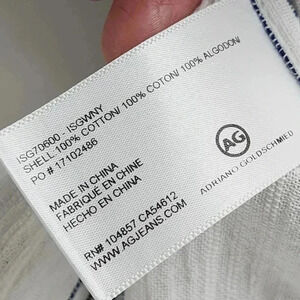 ISG70600 - ISGWNY
SHELL:100% COTTON/ 100% COTTON/ 100% ALGODON/
PO # 17102486
MADE IN CHINA
FABRIQUE EN CHINE
HECHO EN CHINA
RN# 104857 CA54612
WWW.AGJEANS.COM
AG
ADRIANO GOLDSCHMIED